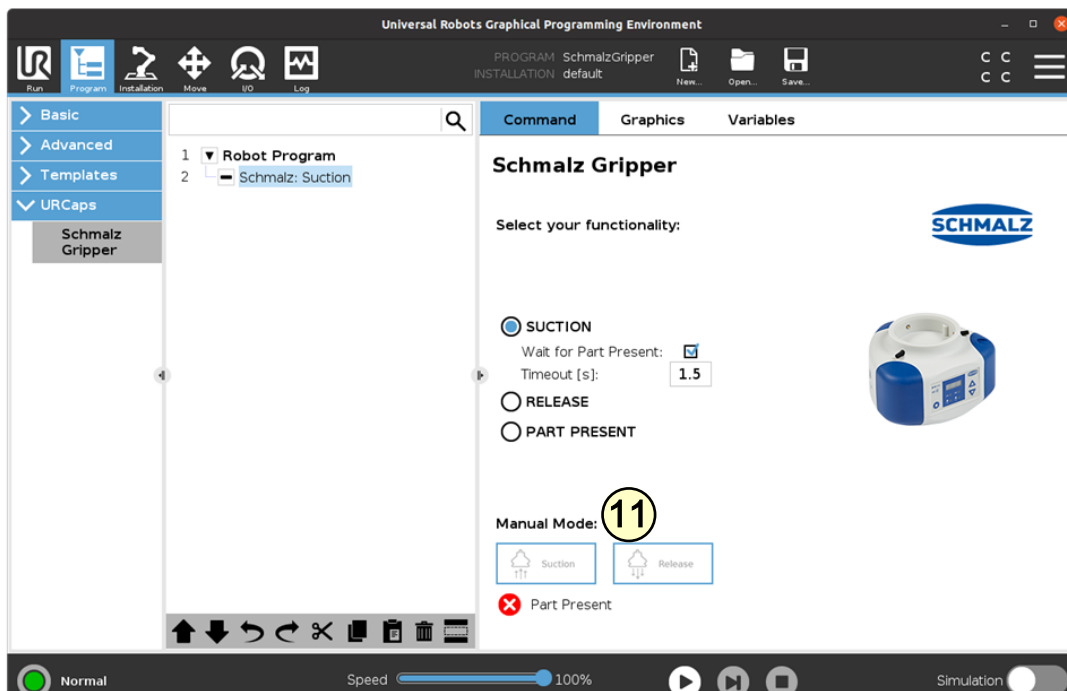 Universal Robots Graphical Programming Environment
Run
Program
Installation
Move
I/O
Log
PROGRAM SchmalzGripper
INSTALLATION default
New...
Open...
Save...
C C
C C
Basic
Advanced
Templates
URCaps
Schmalz
Gripper
1 Robot Program
2 Schmalz: Suction
Command Graphics Variables
Schmalz Gripper
Select your functionality:
SCHMALZ
SUCTION
Wait for Part Present:
Timeout [s]: 1.5
RELEASE
PART PRESENT
Manual Mode: 11
Suction Release
Part Present
Normal
Speed 100%
Simulation